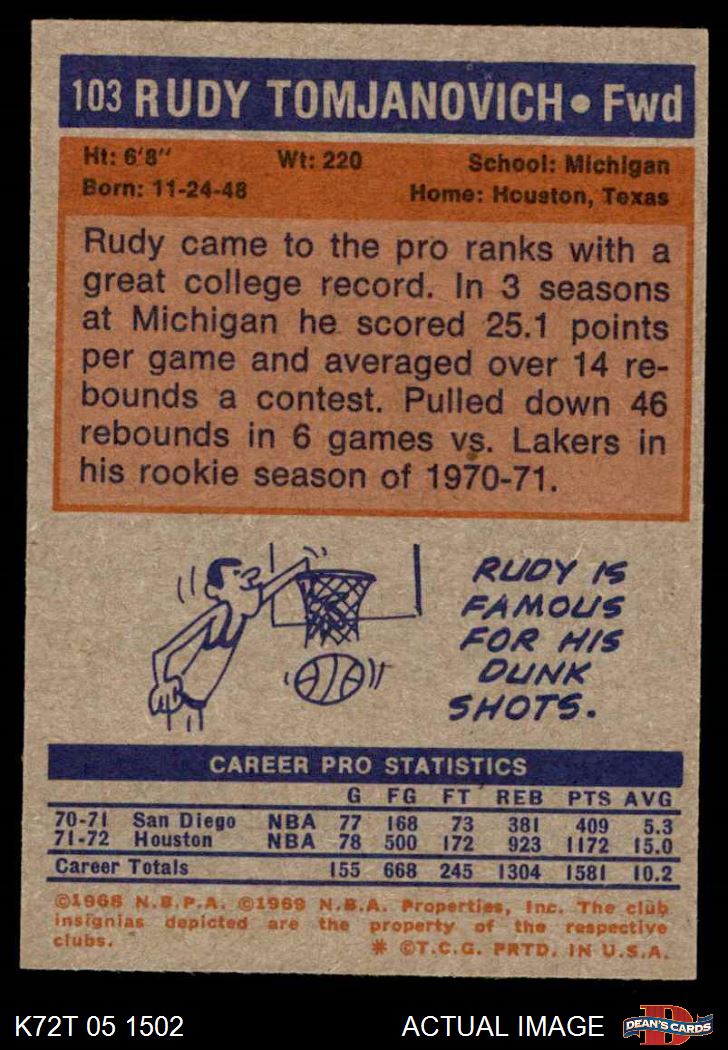 103 RUDY TOMJANOVICH • Fwd
Ht: 6'8" Wt: 220 School: Michigan
Born: 11-24-48 Home: Houston, Texas
Rudy came to the pro ranks with a
great college record. In 3 seasons
at Michigan he scored 25.1 points
per game and averaged over 14 re-
bounds a contest. Pulled down 46
rebounds in 6 games vs. Lakers in
his rookie season of 1970-71.
RUDY IS
FAMOUS
FOR HIS
DUNK
SHOTS.
CAREER PRO STATISTICS
G FG FT REB PTS AVG
70-71 San Diego NBA 77 168 73 381 409 5.3
71-72 Houston NBA 78 500 172 923 1172 15.0
Career Totals 155 668 245 1304 1581 10.2
©1968 N.B.P.A. ©1969 N.B.A. Properties, Inc. The club
insignias depicted are the property of the respective
clubs. * ©T.C.G. PRTD. IN U.S.A.
K72T 05 1502 ACTUAL IMAGE D DEAN'S CARDS